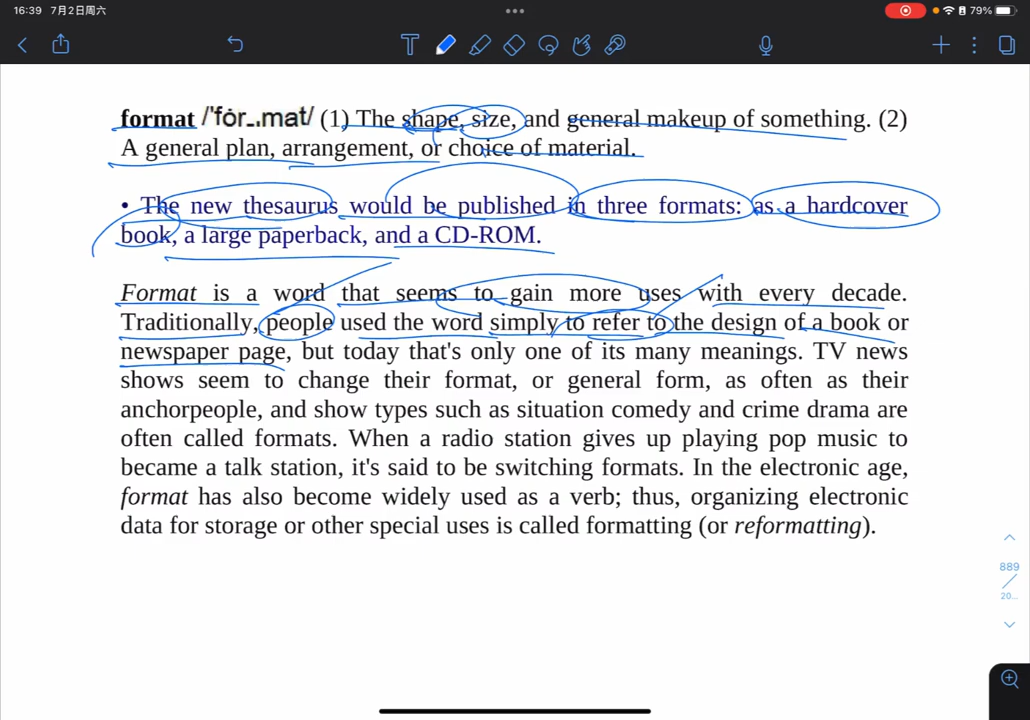 16:39 7月2日周六
79%
format /ˈfȯr-ˌmat/ (1) The shape, size, and general makeup of something. (2)
A general plan, arrangement, or choice of material.
• The new thesaurus would be published in three formats: as a hardcover
book, a large paperback, and a CD-ROM.
Format is a word that seems to gain more uses with every decade.
Traditionally, people used the word simply to refer to the design of a book or
newspaper page, but today that's only one of its many meanings. TV news
shows seem to change their format, or general form, as often as their
anchorpeople, and show types such as situation comedy and crime drama are
often called formats. When a radio station gives up playing pop music to
became a talk station, it's said to be switching formats. In the electronic age,
format has also become widely used as a verb; thus, organizing electronic
data for storage or other special uses is called formatting (or reformatting).
889
20...